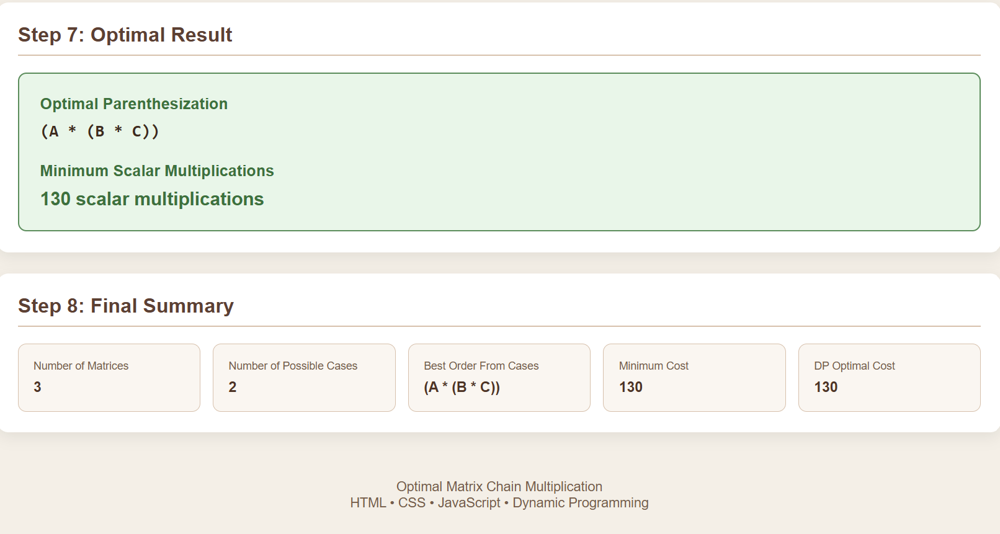 Step 7: Optimal Result
Optimal Parenthesization
(A * (B * C))
Minimum Scalar Multiplications
130 scalar multiplications
Step 8: Final Summary
Number of Matrices
3
Number of Possible Cases
2
Best Order From Cases
(A * (B * C))
Minimum Cost
130
DP Optimal Cost
130
Optimal Matrix Chain Multiplication
HTML • CSS • JavaScript • Dynamic Programming